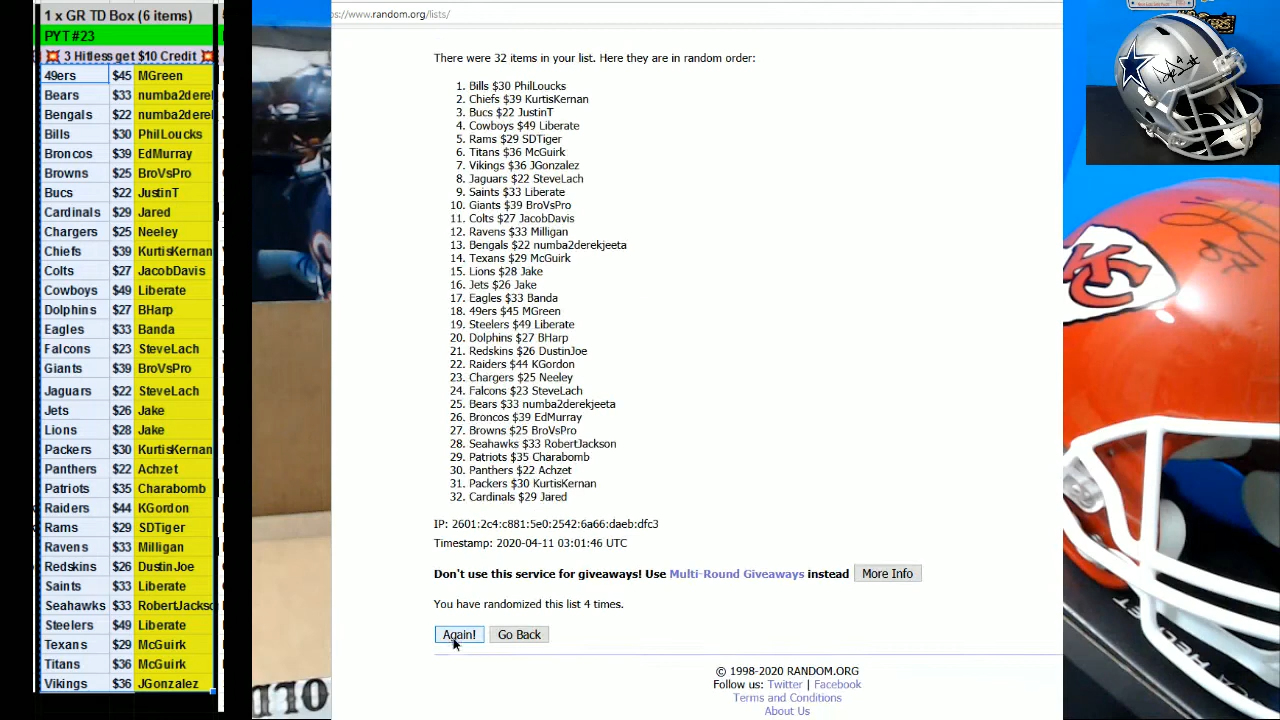 1 x GR TD Box (6 items)
PYT #23
💥 3 Hitless get $10 Credit 💥
49ers $45 MGreen
Bears $33 numba2derel
Bengals $22 numba2derel
Bills $30 PhilLoucks
Broncos $39 EdMurray
Browns $25 BroVsPro
Bucs $22 JustinT
Cardinals $29 Jared
Chargers $25 Neeley
Chiefs $39 KurtisKernan
Colts $27 JacobDavis
Cowboys $49 Liberate
Dolphins $27 BHarp
Eagles $33 Banda
Falcons $23 SteveLach
Giants $39 BroVsPro
Jaguars $22 SteveLach
Jets $26 Jake
Lions $28 Jake
Packers $30 KurtisKernan
Panthers $22 Achzet
Patriots $35 Charabomb
Raiders $44 KGordon
Rams $29 SDTiger
Ravens $33 Milligan
Redskins $26 DustinJoe
Saints $33 Liberate
Seahawks $33 RobertJackso
Steelers $49 Liberate
Texans $29 McGuirk
Titans $36 McGuirk
Vikings $36 JGonzalez
ps://www.random.org/lists/
There were 32 items in your list. Here they are in random order:
1. Bills $30 PhilLoucks
2. Chiefs $39 KurtisKernan
3. Bucs $22 JustinT
4. Cowboys $49 Liberate
5. Rams $29 SDTiger
6. Titans $36 McGuirk
7. Vikings $36 JGonzalez
8. Jaguars $22 SteveLach
9. Saints $33 Liberate
10. Giants $39 BroVsPro
11. Colts $27 JacobDavis
12. Ravens $33 Milligan
13. Bengals $22 numba2derekjeeta
14. Texans $29 McGuirk
15. Lions $28 Jake
16. Jets $26 Jake
17. Eagles $33 Banda
18. 49ers $45 MGreen
19. Steelers $49 Liberate
20. Dolphins $27 BHarp
21. Redskins $26 DustinJoe
22. Raiders $44 KGordon
23. Chargers $25 Neeley
24. Falcons $23 SteveLach
25. Bears $33 numba2derekjeeta
26. Broncos $39 EdMurray
27. Browns $25 BroVsPro
28. Seahawks $33 RobertJackson
29. Patriots $35 Charabomb
30. Panthers $22 Achzet
31. Packers $30 KurtisKernan
32. Cardinals $29 Jared
IP: 2601:2c4:c881:5e0:2542:6a66:daeb:dfc3
Timestamp: 2020-04-11 03:01:46 UTC
Don't use this service for giveaways! Use Multi-Round Giveaways instead More Info
You have randomized this list 4 times.
Again! Go Back
© 1998-2020 RANDOM.ORG
Follow us: Twitter | Facebook
Terms and Conditions
About Us
KC
87